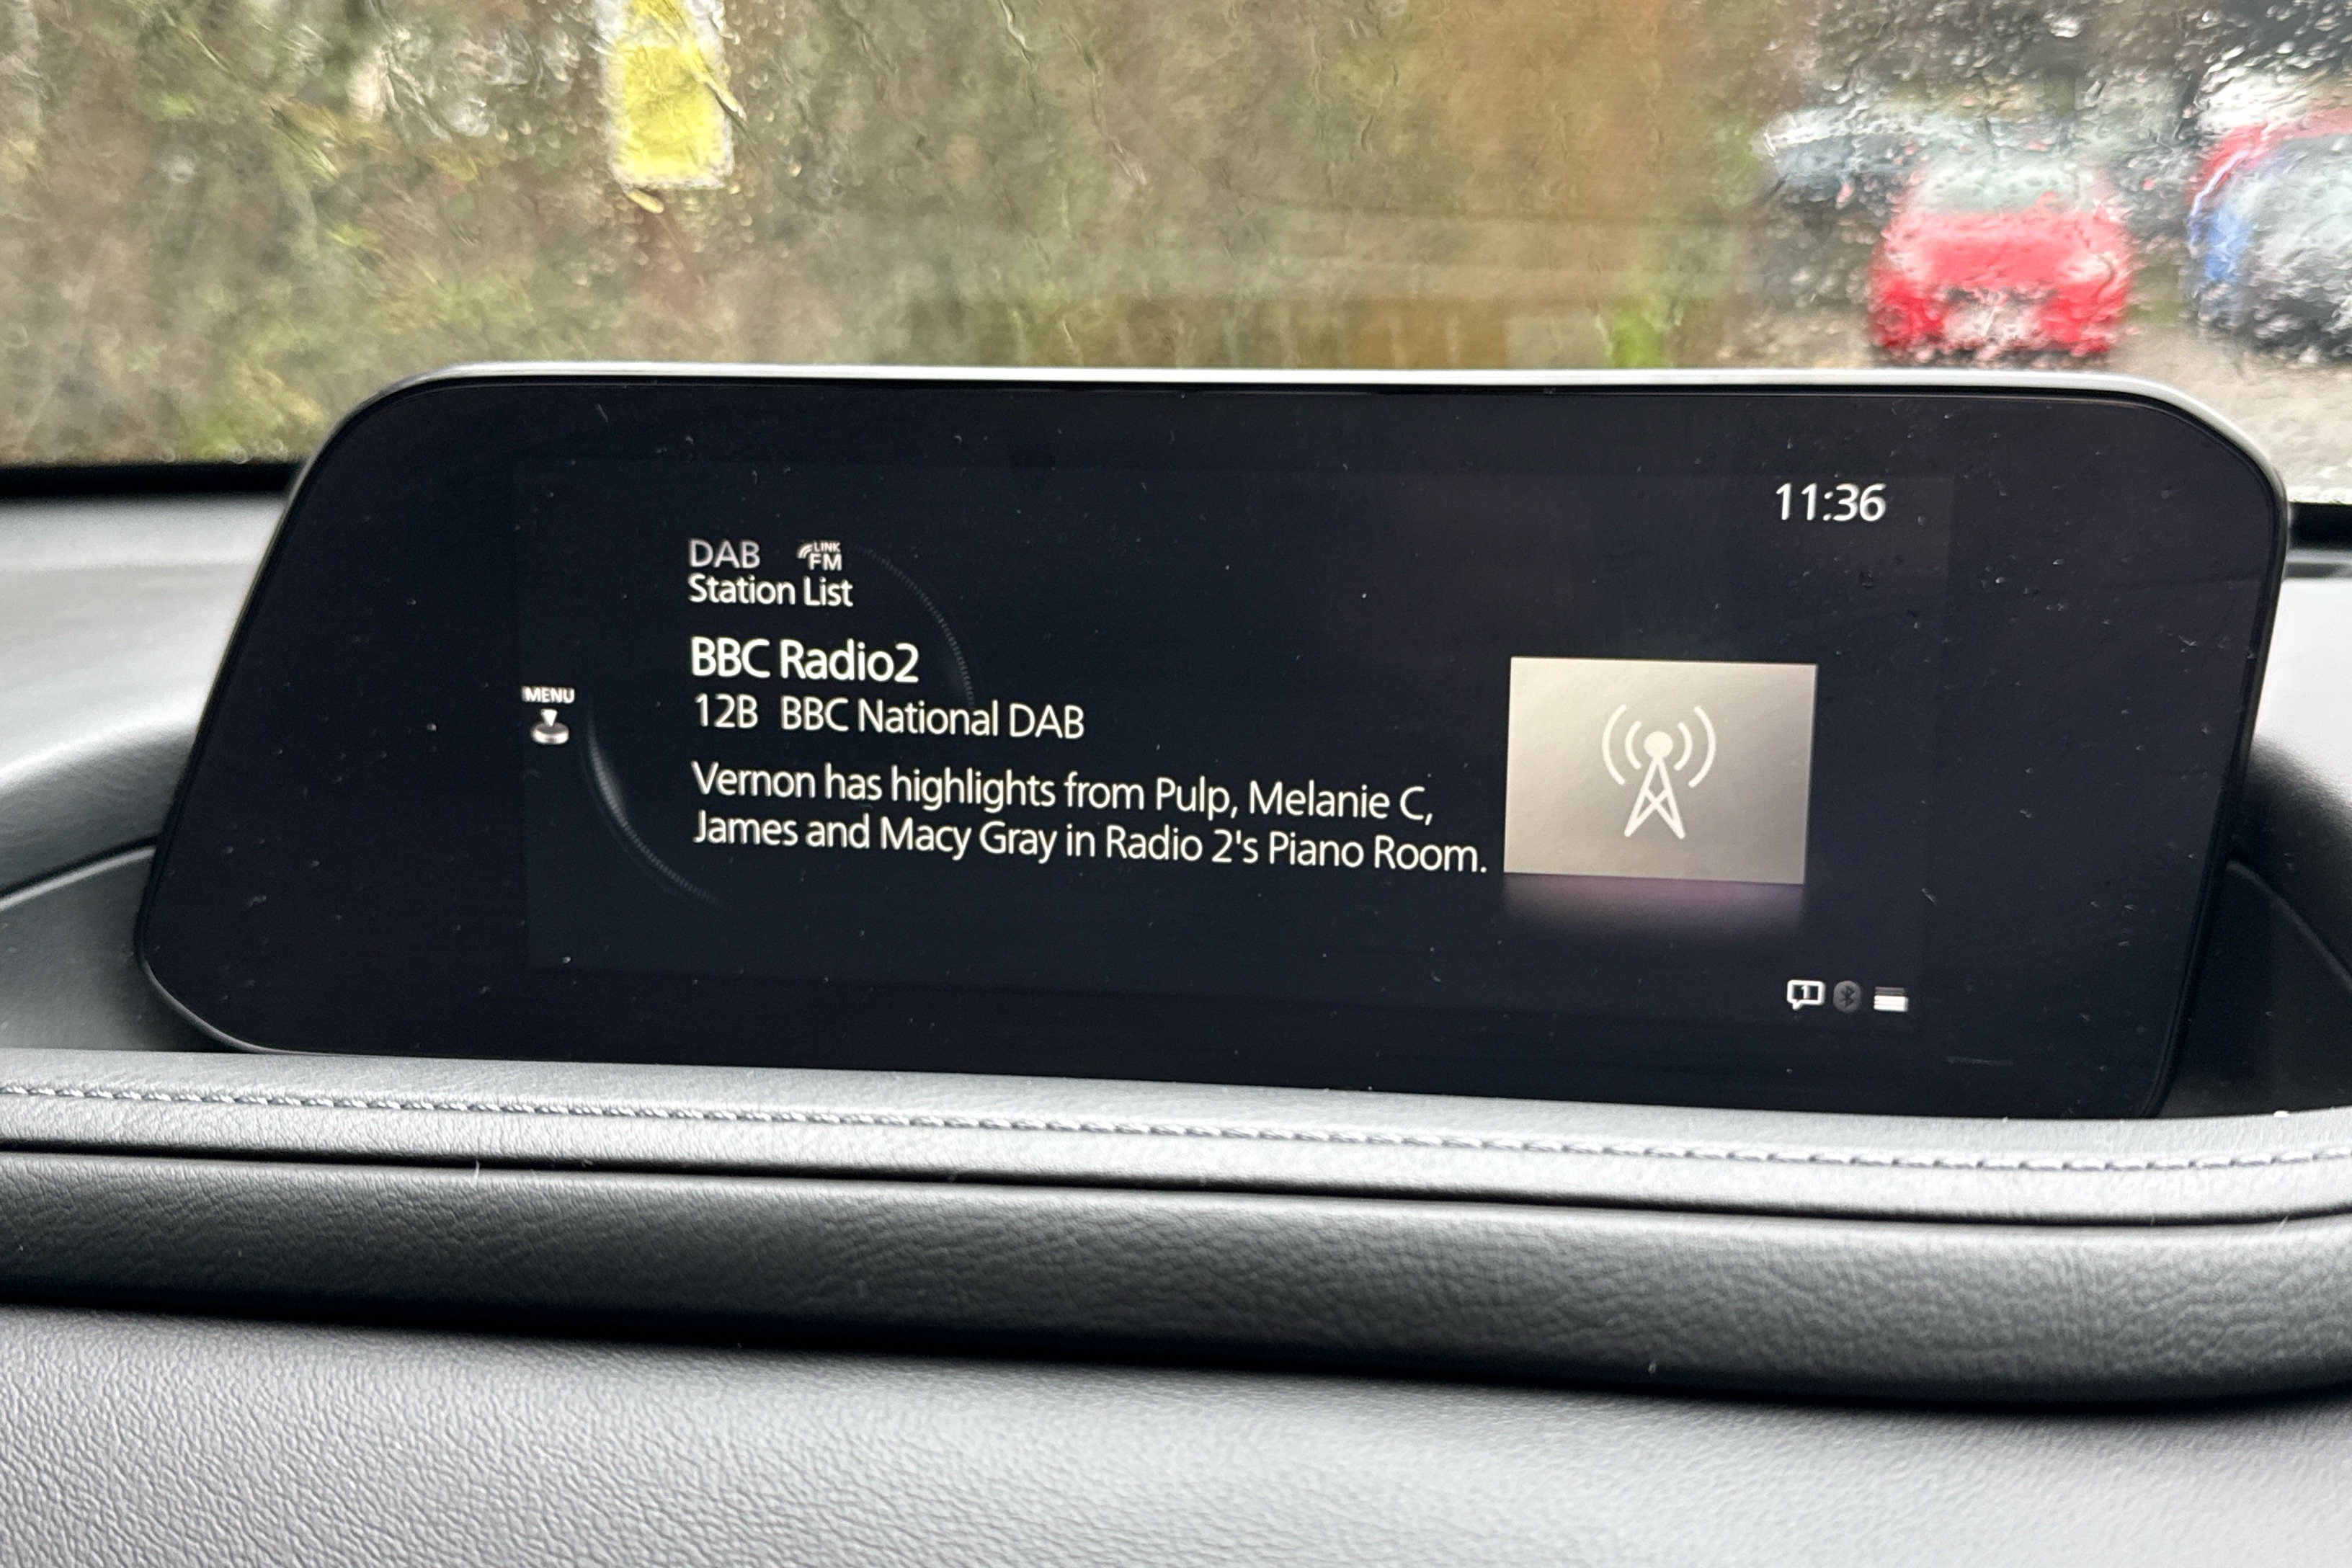 11:36
DAB LINK FM
Station List
BBC Radio2
MENU
12B BBC National DAB
Vernon has highlights from Pulp, Melanie C,
James and Macy Gray in Radio 2's Piano Room.
1